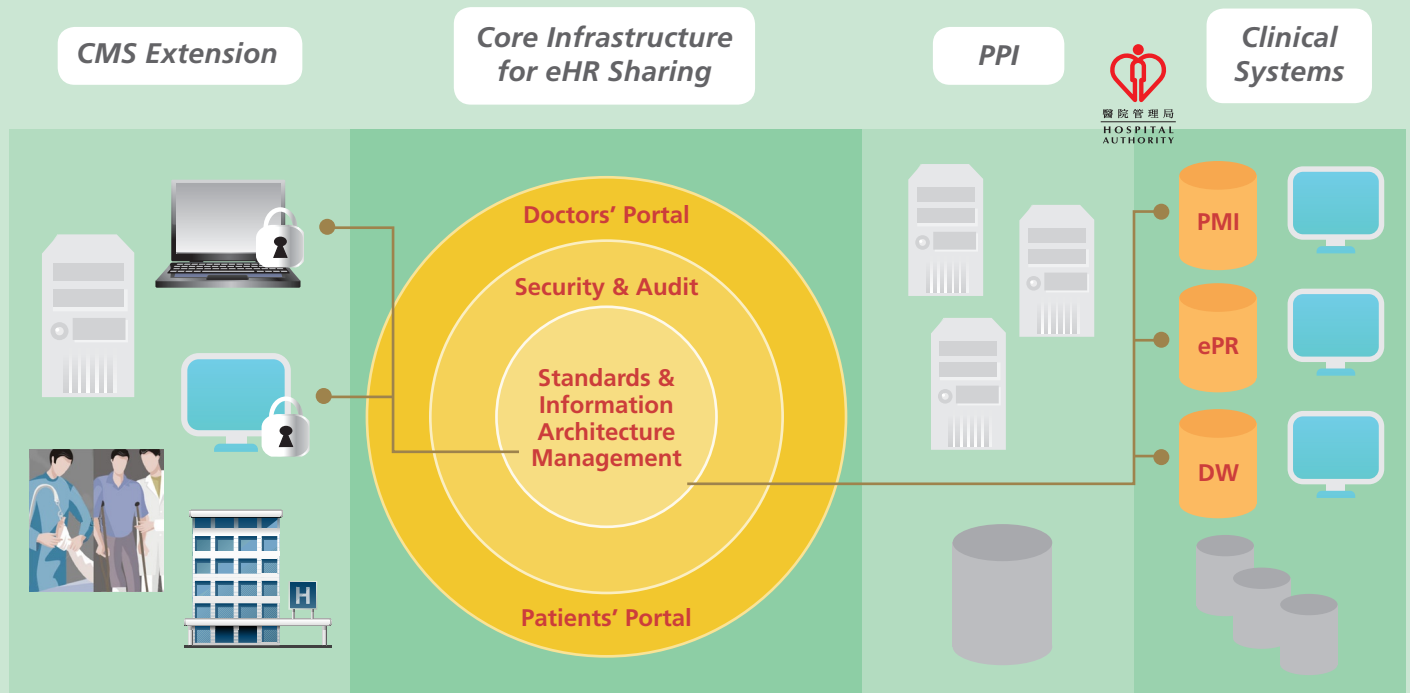 CMS Extension
Core Infrastructure
for eHR Sharing
PPI
Clinical
Systems
醫院管理局
HOSPITAL
AUTHORITY
Doctors’ Portal
Security & Audit
Standards &
Information
Architecture
Management
Patients’ Portal
H
PMI
ePR
DW